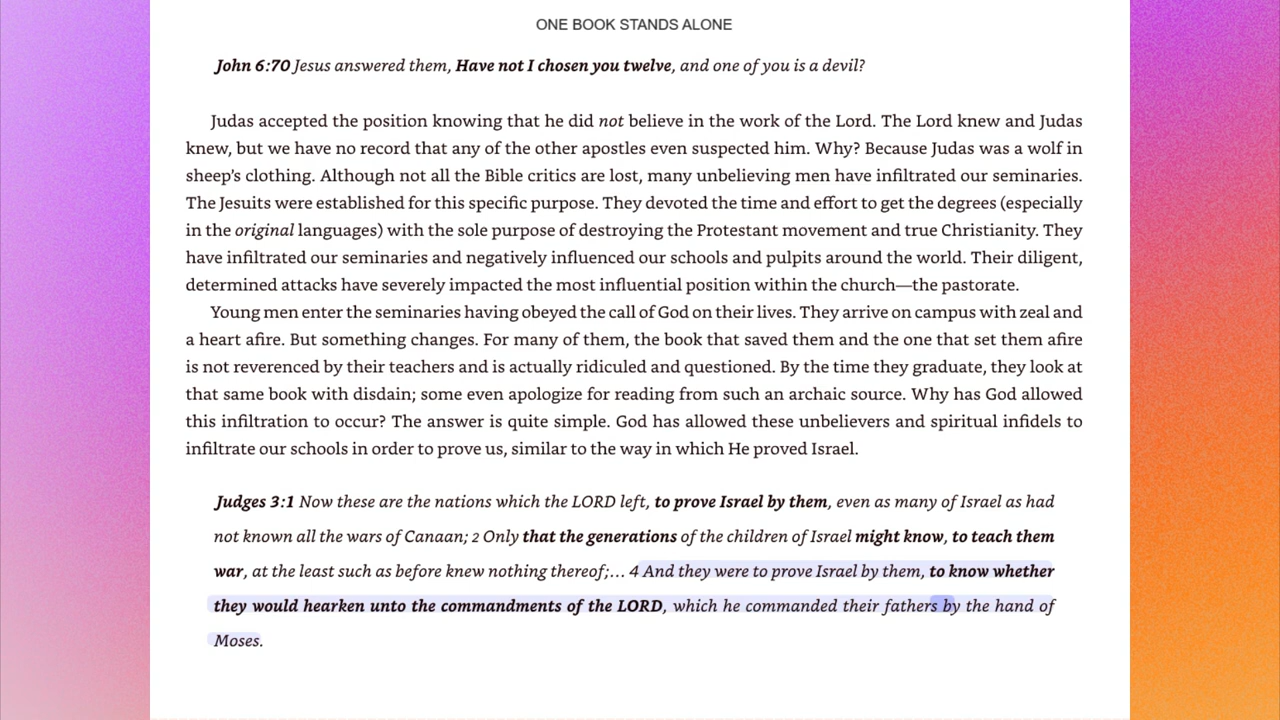 ONE BOOK STANDS ALONE
John 6:70 Jesus answered them, Have not I chosen you twelve, and one of you is a devil?
Judas accepted the position knowing that he did not believe in the work of the Lord. The Lord knew and Judas
knew, but we have no record that any of the other apostles even suspected him. Why? Because Judas was a wolf in
sheep’s clothing. Although not all the Bible critics are lost, many unbelieving men have infiltrated our seminaries.
The Jesuits were established for this specific purpose. They devoted the time and effort to get the degrees (especially
in the original languages) with the sole purpose of destroying the Protestant movement and true Christianity. They
have infiltrated our seminaries and negatively influenced our schools and pulpits around the world. Their diligent,
determined attacks have severely impacted the most influential position within the church—the pastorate.
Young men enter the seminaries having obeyed the call of God on their lives. They arrive on campus with zeal and
a heart afire. But something changes. For many of them, the book that saved them and the one that set them afire
is not reverenced by their teachers and is actually ridiculed and questioned. By the time they graduate, they look at
that same book with disdain; some even apologize for reading from such an archaic source. Why has God allowed
this infiltration to occur? The answer is quite simple. God has allowed these unbelievers and spiritual infidels to
infiltrate our schools in order to prove us, similar to the way in which He proved Israel.
Judges 3:1 Now these are the nations which the LORD left, to prove Israel by them, even as many of Israel as had
not known all the wars of Canaan; 2 Only that the generations of the children of Israel might know, to teach them
war, at the least such as before knew nothing thereof;… 4 And they were to prove Israel by them, to know whether
they would hearken unto the commandments of the LORD, which he commanded their fathers by the hand of
Moses.